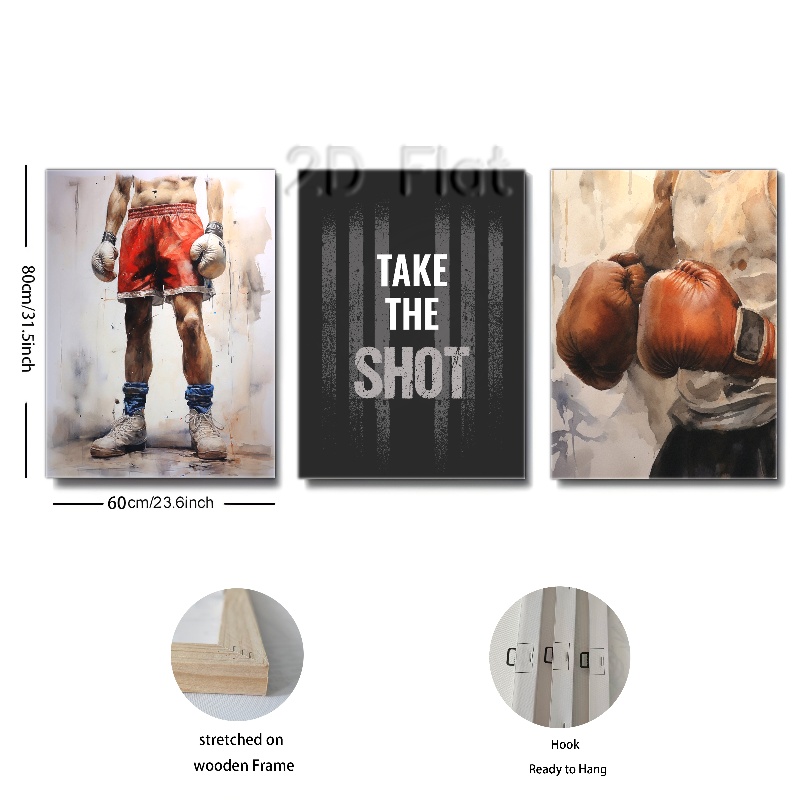 2D Flat
80cm/31.5inch
TAKE
THE
SHOT
60cm/23.6inch
stretched on
wooden Frame
Hook
Ready to Hang